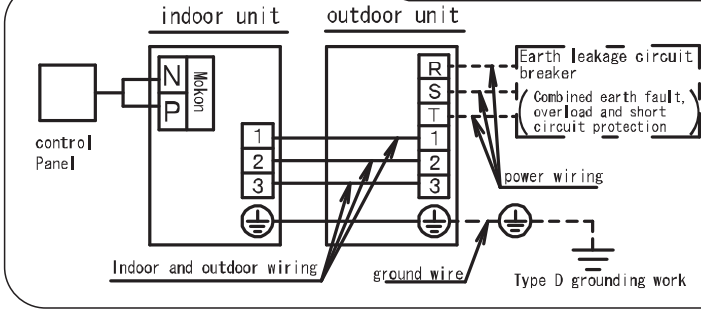 indoor unit
outdoor unit
N
P
Mokon
control
Panel
R
S
T
1
2
3
1
2
3
Earth leakage circuit
breaker
(Combined earth fault,
overload and short
circuit protection)
power wiring
Indoor and outdoor wiring
ground wire
Type D grounding work